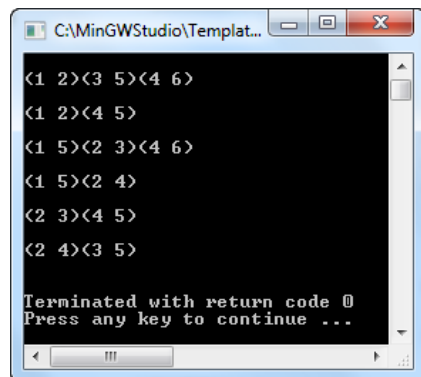 C:\MinGWStudio\Templat...
(1 2)(3 5)(4 6)
(1 2)(4 5)
(1 5)(2 3)(4 6)
(1 5)(2 4)
(2 3)(4 5)
(2 4)(3 5)
Terminated with return code 0
Press any key to continue ...